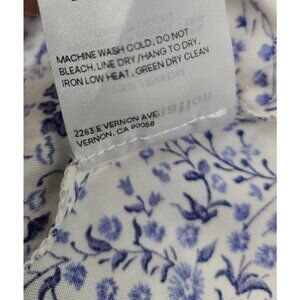 MACHINE WASH COLD, DO NOT
BLEACH, LINE DRY/HANG TO DRY,
IRON LOW HEAT, GREEN DRY CLEAN
2263 E VERNON AVE.
VERNON, CA 90058